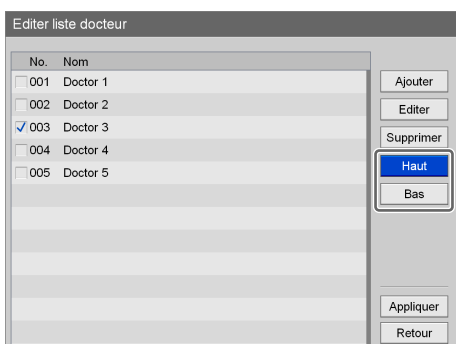 Editer liste docteur
No. Nom
001 Doctor 1
002 Doctor 2
003 Doctor 3
004 Doctor 4
005 Doctor 5
Ajouter
Editer
Supprimer
Haut
Bas
Appliquer
Retour